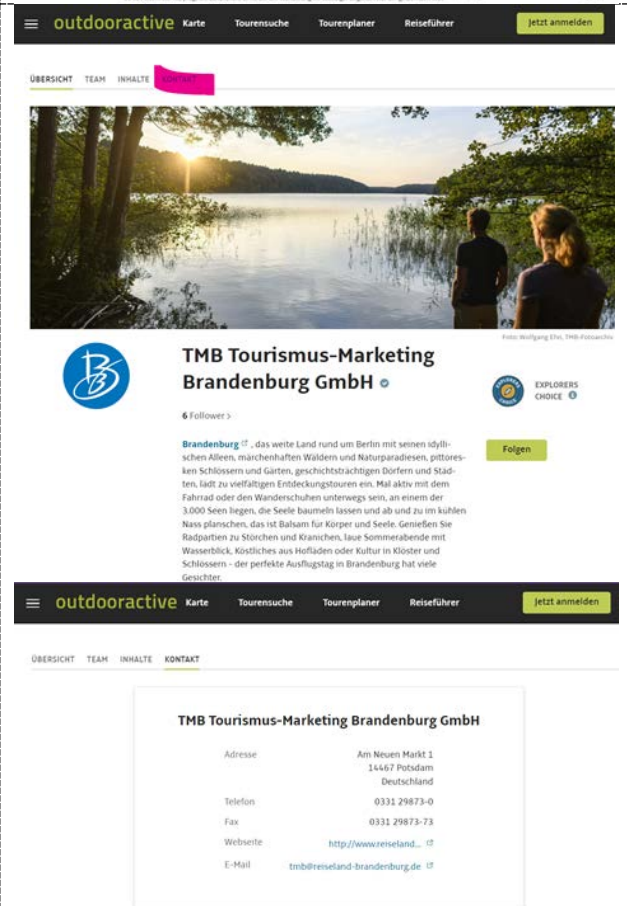 outdooractive Karte Tourensuche Tourenplaner Reiseführer Jetzt anmelden
ÜBERSICHT TEAM INHALTE KONTAKT
Foto: Wolfgang Ehn, TMB-Fotoarchiv
TMB Tourismus-Marketing
Brandenburg GmbH
EXPLORERS
CHOICE
6 Follower >
Folgen
Brandenburg , das weite Land rund um Berlin mit seinen idylli-
schen Alleen, märchenhaften Wäldern und Naturparadiesen, pittores-
ken Schlössern und Gärten, geschichtsträchtigen Dörfern und Städ-
ten, lädt zu vielfältigen Entdeckungstouren ein. Mal aktiv mit dem
Fahrrad oder den Wanderschuhen unterwegs sein, an einem der
3.000 Seen liegen, die Seele baumeln lassen und ab und zu im kühlen
Nass planschen, das ist Balsam für Körper und Seele. Genießen Sie
Radpartien zu Störchen und Kranichen, laue Sommerabende mit
Wasserblick, Köstliches aus Hofläden oder Kultur in Klöster und
Schlössern – der perfekte Ausflugstag in Brandenburg hat viele
Gesichter.
outdooractive Karte Tourensuche Tourenplaner Reiseführer Jetzt anmelden
ÜBERSICHT TEAM INHALTE KONTAKT
TMB Tourismus-Marketing Brandenburg GmbH
Adresse Am Neuen Markt 1
14467 Potsdam
Deutschland
Telefon 0331 29873-0
Fax 0331 29873-73
Webseite http://www.reiseland...
E-Mail tmb@reiseland-brandenburg.de